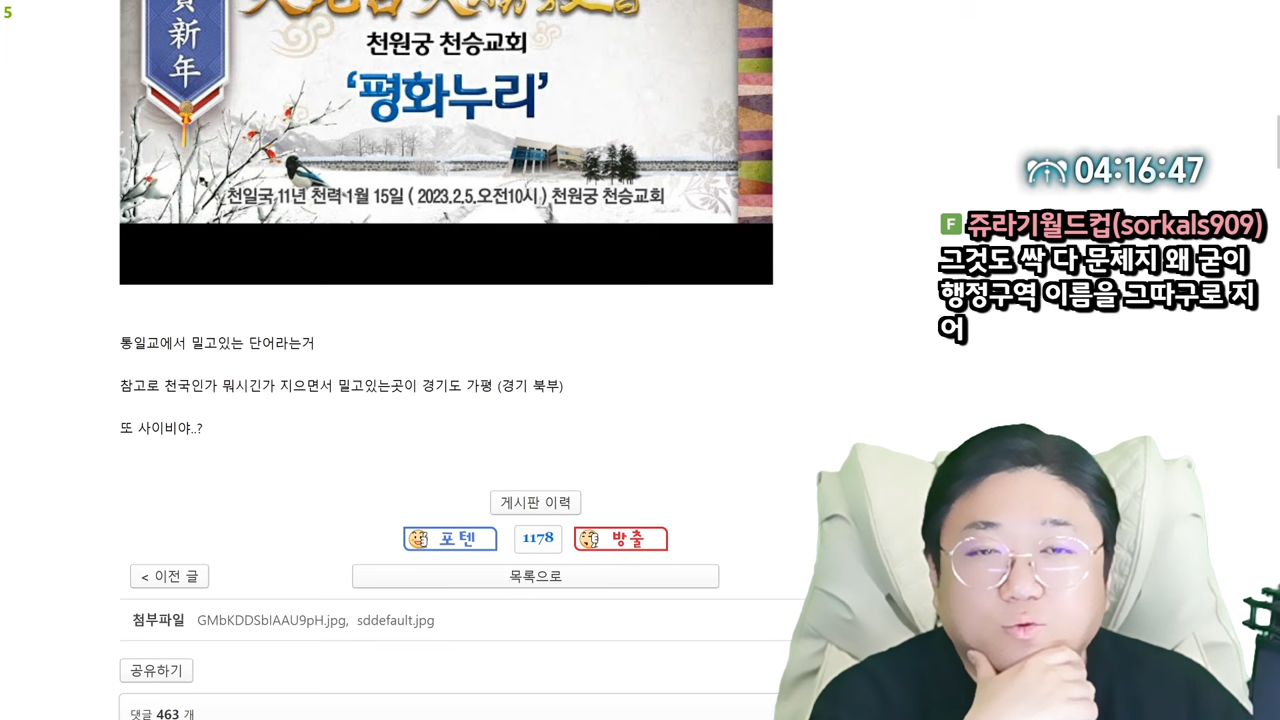 5
新
年
천원궁 천승교회
‘평화누리’
천일국 11년 천력 1월 15일 ( 2023.2.5.오전10시 ) 천원궁 천승교회
04:16:47
F 쥬라기월드컵(sorkals909)
그것도 싹 다 문제지 왜 굳이
행정구역 이름을 그따구로 지
어
통일교에서 밀고있는 단어라는거
참고로 천국인가 뭐시긴가 지으면서 밀고있는곳이 경기도 가평 (경기 북부)
또 사이비야..?
게시판 이력
포텐 1178 방출
< 이전 글 목록으로
첨부파일 GMbKDDSbIAAU9pH.jpg, sddefault.jpg
공유하기
댓글 463 개